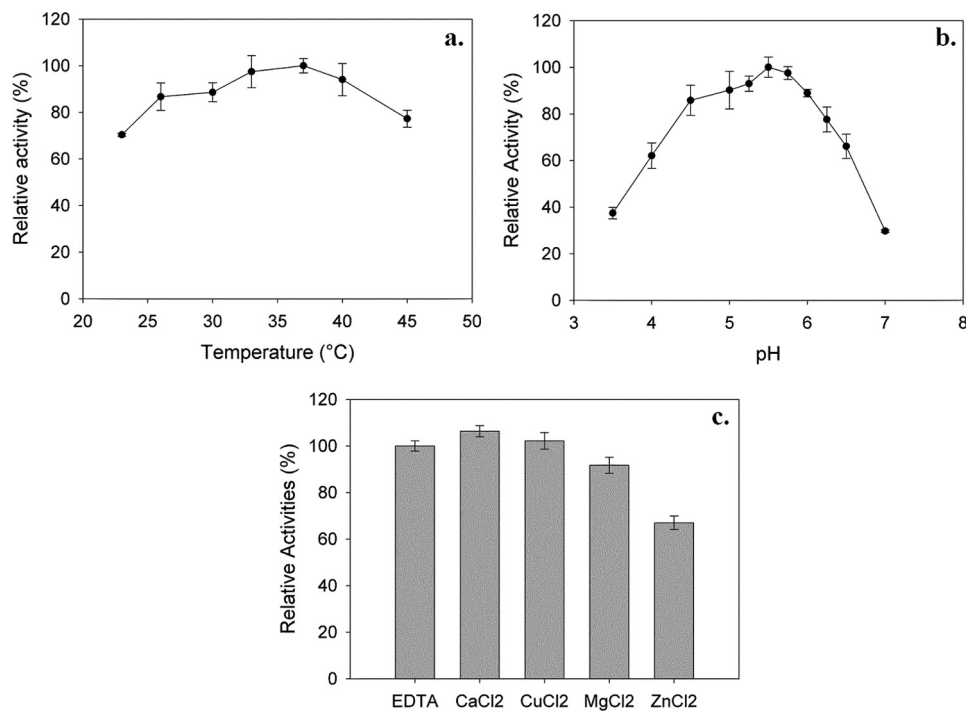 a.
Relative activity (%)
120
100
80
60
40
20
0
20 25 30 35 40 45 50
Temperature (°C)
b.
Relative Activity (%)
120
100
80
60
40
20
0
3 4 5 6 7 8
pH
c.
Relative Activities (%)
120
100
80
60
40
20
0
EDTA CaCl2 CuCl2 MgCl2 ZnCl2